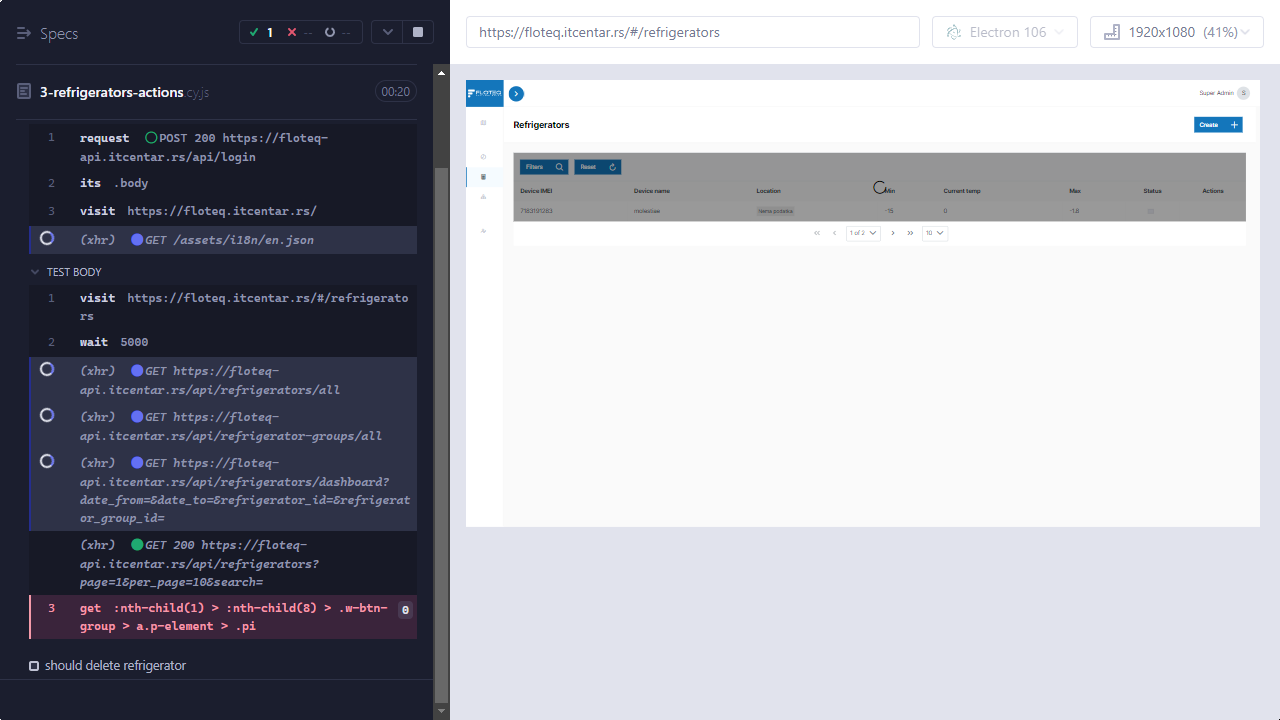 Specs
1
--
--
3-refrigerators-actions.cy.js
00:20
1 request POST 200 https://floteq-
api.itcentar.rs/api/login
2 its .body
3 visit https://floteq.itcentar.rs/
(xhr) GET /assets/i18n/en.json
TEST BODY
1 visit https://floteq.itcentar.rs/#/refrigerato
rs
2 wait 5000
(xhr) GET https://floteq-
api.itcentar.rs/api/refrigerators/all
(xhr) GET https://floteq-
api.itcentar.rs/api/refrigerator-groups/all
(xhr) GET https://floteq-
api.itcentar.rs/api/refrigerators/dashboard?
date_from=&date_to=&refrigerator_id=&refrigerat
or_group_id=
(xhr) GET 200 https://floteq-
api.itcentar.rs/api/refrigerators?
page=1&per_page=10&search=
3 get :nth-child(1) > :nth-child(8) > .w-btn-
group > a.p-element > .pi 0
should delete refrigerator
https://floteq.itcentar.rs/#/refrigerators
Electron 106
1920x1080 (41%)
FLOTEQ
Super Admin S
Refrigerators
Create
Filters Reset
Device IMEI Device name Location Min Current temp Max Status Actions
7183191283 molestiae Nema podataka -15 0 -1.8
1 of 2 10